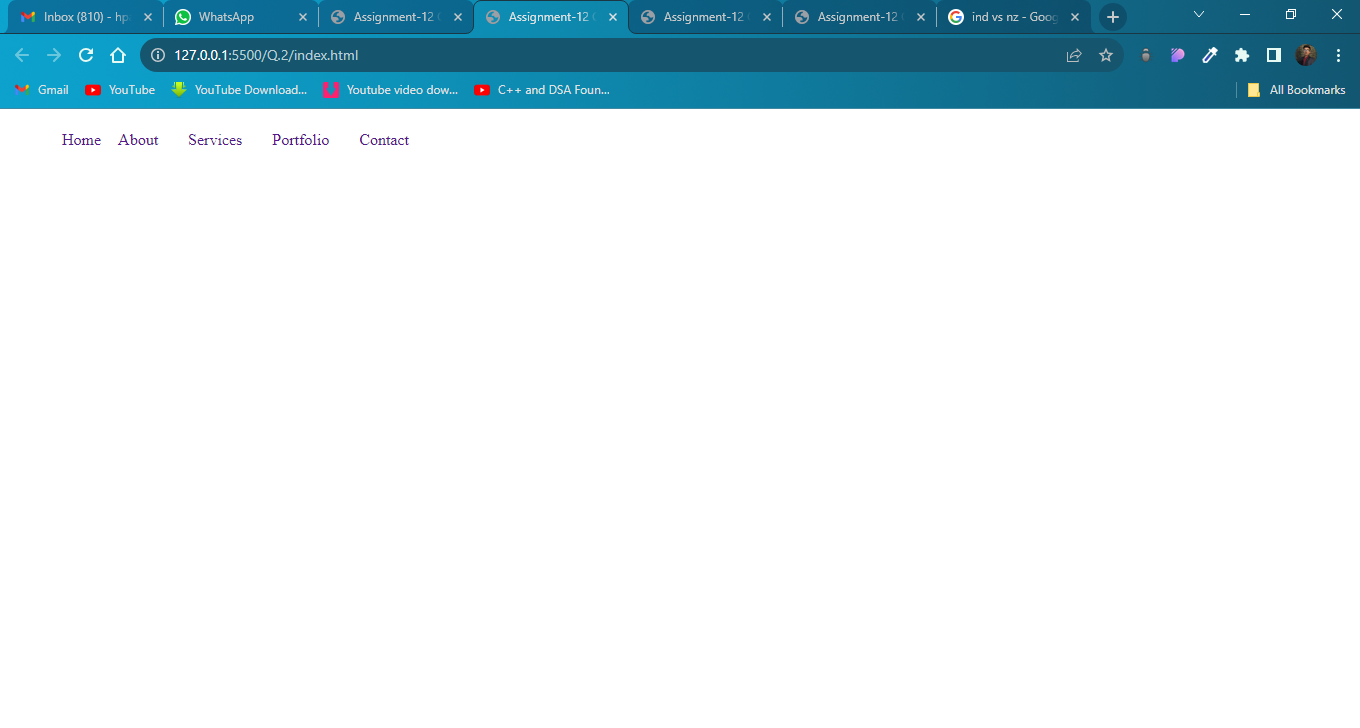 Inbox (810) - hp
WhatsApp
Assignment-12
Assignment-12
Assignment-12
Assignment-12
ind vs nz - Goog
127.0.0.1:5500/Q.2/index.html
Gmail
YouTube
YouTube Download...
Youtube video dow...
C++ and DSA Foun...
All Bookmarks
Home About Services Portfolio Contact